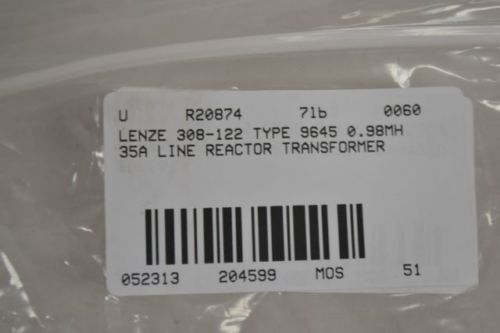 U R20874 7lb 0060
LENZE 308-122 TYPE 9645 0.98MH
35A LINE REACTOR TRANSFORMER
052313 204599 MOS 51